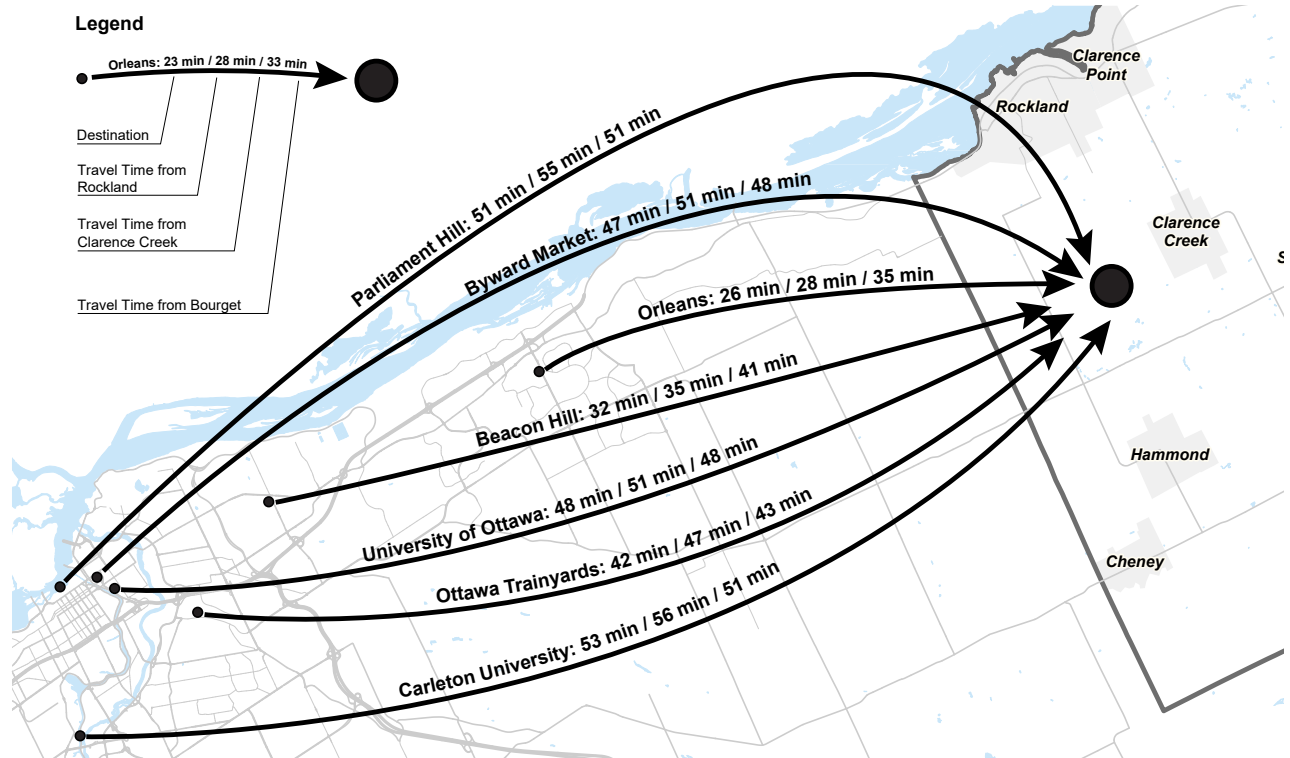 Legend
Orleans: 23 min / 28 min / 33 min
Destination
Travel Time from
Rockland
Travel Time from
Clarence Creek
Travel Time from Bourget
Clarence
Point
Rockland
Parliament Hill: 51 min / 55 min / 51 min
Byward Market: 47 min / 51 min / 48 min
Clarence
Creek
S
Orleans: 26 min / 28 min / 35 min
Beacon Hill: 32 min / 35 min / 41 min
University of Ottawa: 48 min / 51 min / 48 min
Hammond
Ottawa Trainyards: 42 min / 47 min / 43 min
Cheney
Carleton University: 53 min / 56 min / 51 min